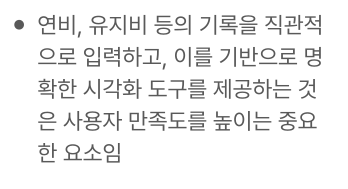 • 연비, 유지비 등의 기록을 직관적
으로 입력하고, 이를 기반으로 명
확한 시각화 도구를 제공하는 것
은 사용자 만족도를 높이는 중요
한 요소임